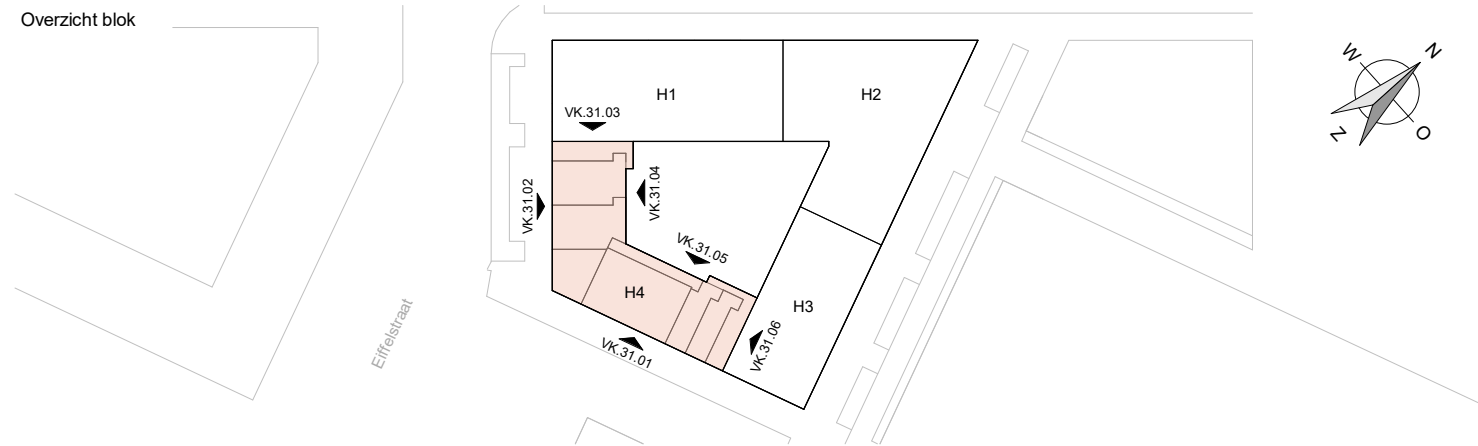 Overzicht blok
W
N
Z
O
H1
H2
VK.31.03
VK.31.02
VK.31.04
VK.31.05
H4
H3
VK.31.06
VK.31.01
Eiffelstraat